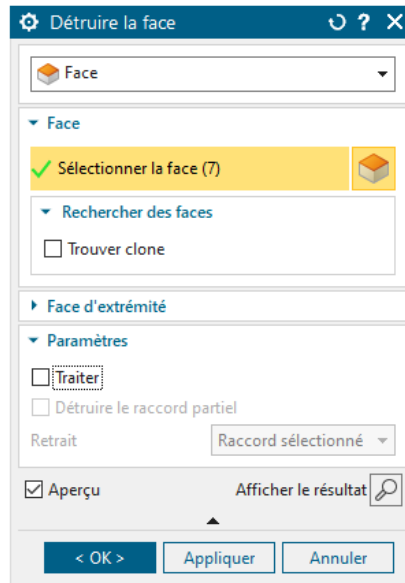 Détruire la face
Face
Face
Sélectionner la face (7)
Rechercher des faces
Trouver clone
Face d'extrémité
Paramètres
Traiter
Détruire le raccord partiel
Retrait Raccord sélectionné
Aperçu Afficher le résultat
< OK > Appliquer Annuler